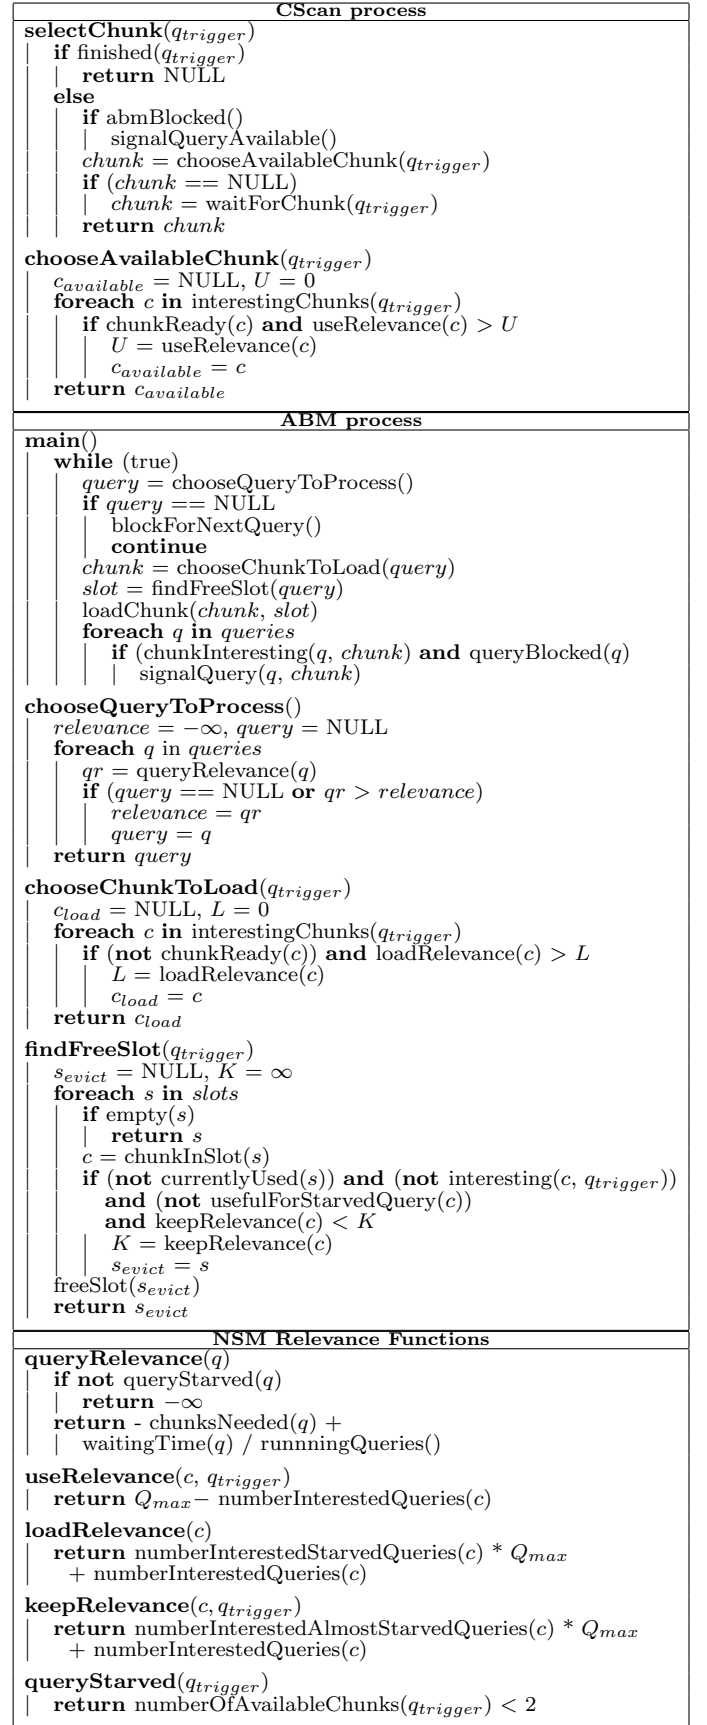 CScan process
selectChunk(q_trigger)
if finished(q_trigger)
return NULL
else
if abmBlocked()
signalQueryAvailable()
chunk = chooseAvailableChunk(q_trigger)
if (chunk == NULL)
chunk = waitForChunk(q_trigger)
return chunk
chooseAvailableChunk(q_trigger)
c_available = NULL, U = 0
foreach c in interestingChunks(q_trigger)
if chunkReady(c) and useRelevance(c) > U
U = useRelevance(c)
c_available = c
return c_available
ABM process
main()
while (true)
query = chooseQueryToProcess()
if query == NULL
blockForNextQuery()
continue
chunk = chooseChunkToLoad(query)
slot = findFreeSlot(query)
loadChunk(chunk, slot)
foreach q in queries
if (chunkInteresting(q, chunk) and queryBlocked(q)
signalQuery(q, chunk)
chooseQueryToProcess()
relevance = −∞, query = NULL
foreach q in queries
qr = queryRelevance(q)
if (query == NULL or qr > relevance)
relevance = qr
query = q
return query
chooseChunkToLoad(q_trigger)
c_load = NULL, L = 0
foreach c in interestingChunks(q_trigger)
if (not chunkReady(c)) and loadRelevance(c) > L
L = loadRelevance(c)
c_load = c
return c_load
findFreeSlot(q_trigger)
s_evict = NULL, K = ∞
foreach s in slots
if empty(s)
return s
c = chunkInSlot(s)
if (not currentlyUsed(s)) and (not interesting(c, q_trigger))
and (not usefulForStarvedQuery(c))
and keepRelevance(c) < K
K = keepRelevance(c)
s_evict = s
freeSlot(s_evict)
return s_evict
NSM Relevance Functions
queryRelevance(q)
if not queryStarved(q)
return −∞
return - chunksNeeded(q) +
waitingTime(q) / runnningQueries()
useRelevance(c, q_trigger)
return Q_max− numberInterestedQueries(c)
loadRelevance(c)
return numberInterestedStarvedQueries(c) * Q_max
+ numberInterestedQueries(c)
keepRelevance(c, q_trigger)
return numberInterestedAlmostStarvedQueries(c) * Q_max
+ numberInterestedQueries(c)
queryStarved(q_trigger)
return numberOfAvailableChunks(q_trigger) < 2